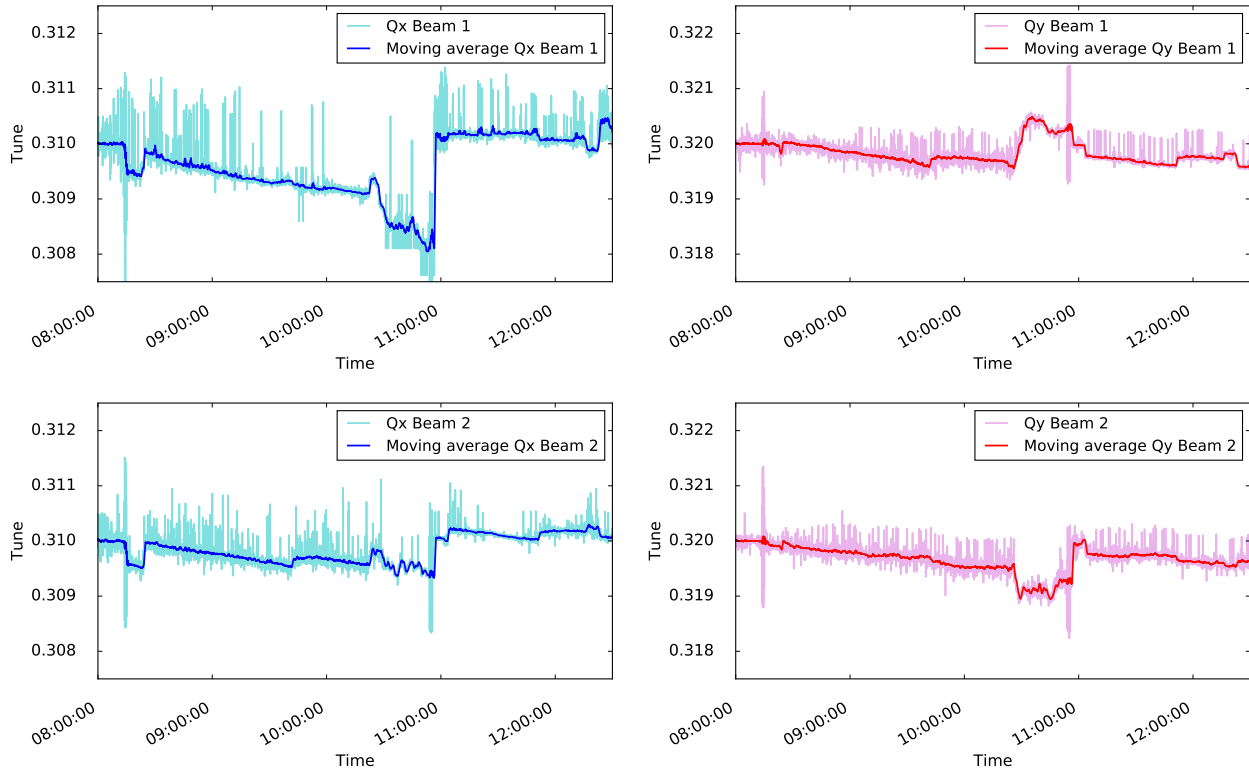 0.312
0.311
0.310
0.309
0.308
Tune
Qx Beam 1
Moving average Qx Beam 1
08:00:00
09:00:00
10:00:00
11:00:00
12:00:00
Time
0.322
0.321
0.320
0.319
0.318
Tune
Qy Beam 1
Moving average Qy Beam 1
08:00:00
09:00:00
10:00:00
11:00:00
12:00:00
Time
0.312
0.311
0.310
0.309
0.308
Tune
Qx Beam 2
Moving average Qx Beam 2
08:00:00
09:00:00
10:00:00
11:00:00
12:00:00
Time
0.322
0.321
0.320
0.319
0.318
Tune
Qy Beam 2
Moving average Qy Beam 2
08:00:00
09:00:00
10:00:00
11:00:00
12:00:00
Time